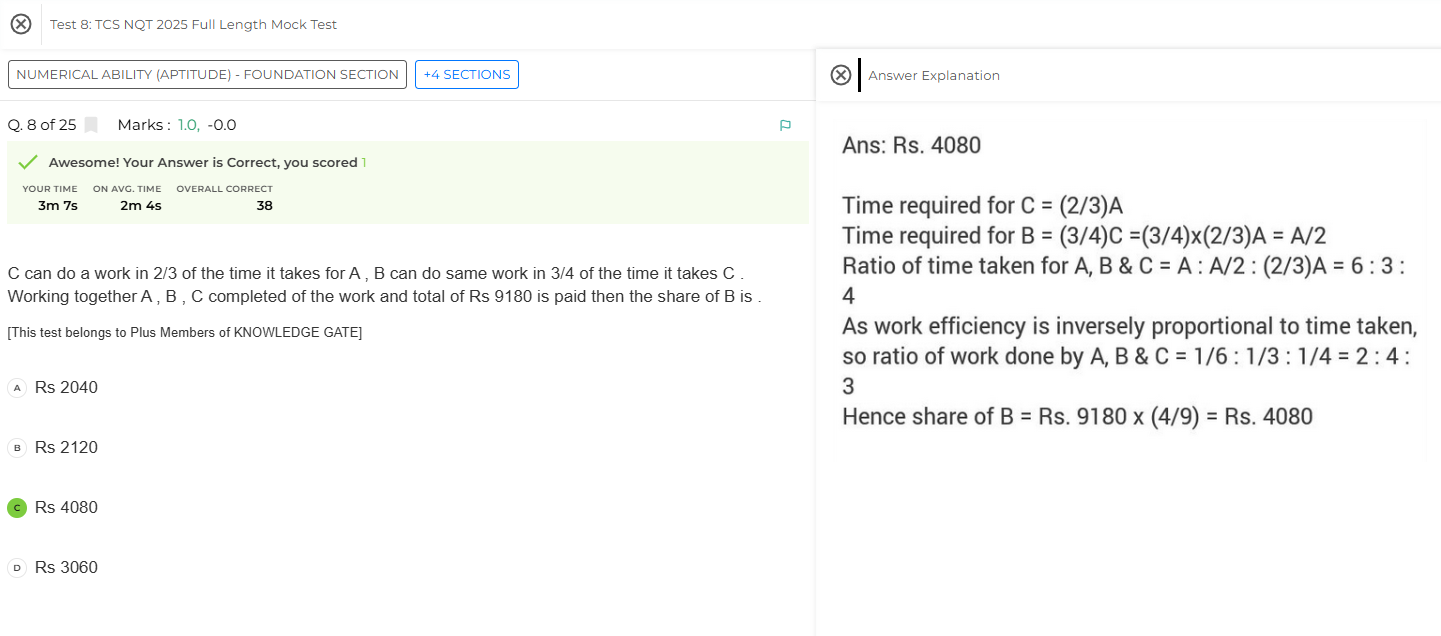 Test 8: TCS NQT 2025 Full Length Mock Test
NUMERICAL ABILITY (APTITUDE) - FOUNDATION SECTION
+4 SECTIONS
Q. 8 of 25 Marks : 1.0, -0.0
Awesome! Your Answer is Correct, you scored 1
YOUR TIME ON AVG. TIME OVERALL CORRECT
3m 7s 2m 4s 38
C can do a work in 2/3 of the time it takes for A , B can do same work in 3/4 of the time it takes C .
Working together A , B , C completed of the work and total of Rs 9180 is paid then the share of B is .
[This test belongs to Plus Members of KNOWLEDGE GATE]
A Rs 2040
B Rs 2120
C Rs 4080
D Rs 3060
Answer Explanation
Ans: Rs. 4080
Time required for C = (2/3)A
Time required for B = (3/4)C =(3/4)x(2/3)A = A/2
Ratio of time taken for A, B & C = A : A/2 : (2/3)A = 6 : 3 :
4
As work efficiency is inversely proportional to time taken,
so ratio of work done by A, B & C = 1/6 : 1/3 : 1/4 = 2 : 4 :
3
Hence share of B = Rs. 9180 x (4/9) = Rs. 4080